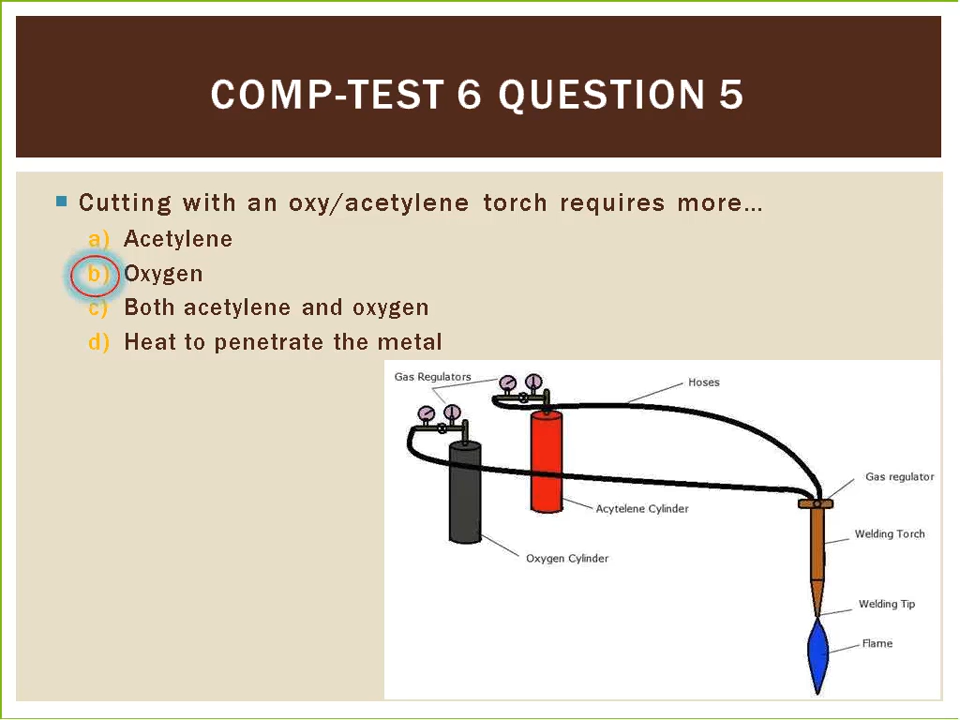 COMP-TEST 6 QUESTION 5
Cutting with an oxy/acetylene torch requires more…
a) Acetylene
b) Oxygen
c) Both acetylene and oxygen
d) Heat to penetrate the metal
Gas Regulators
Hoses
Gas regulator
Acytelene Cylinder
Welding Torch
Oxygen Cylinder
Welding Tip
Flame